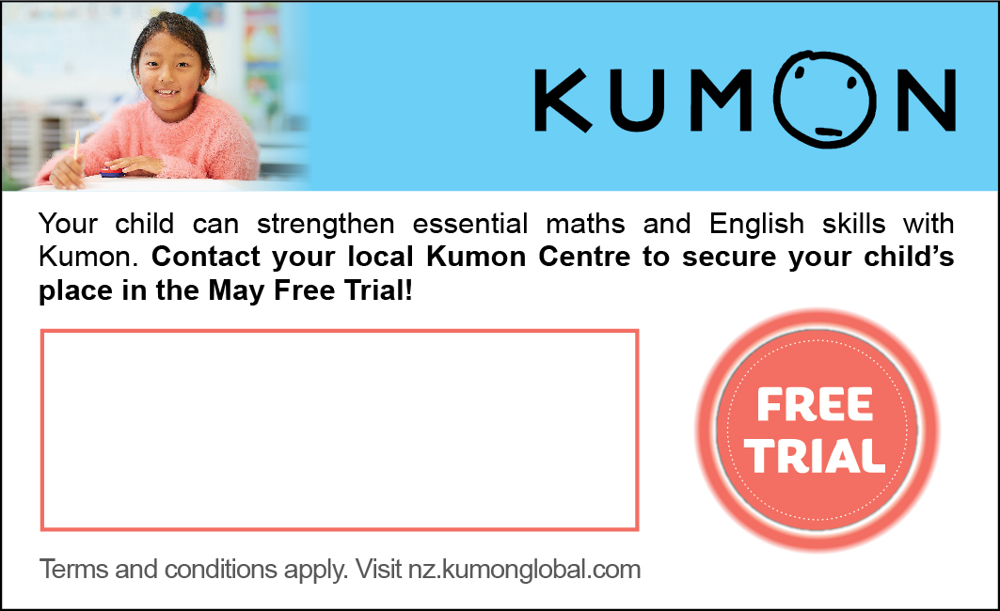 KUMON
Your child can strengthen essential maths and English skills with
Kumon. Contact your local Kumon Centre to secure your child’s
place in the May Free Trial!
FREE
TRIAL
Terms and conditions apply. Visit nz.kumonglobal.com